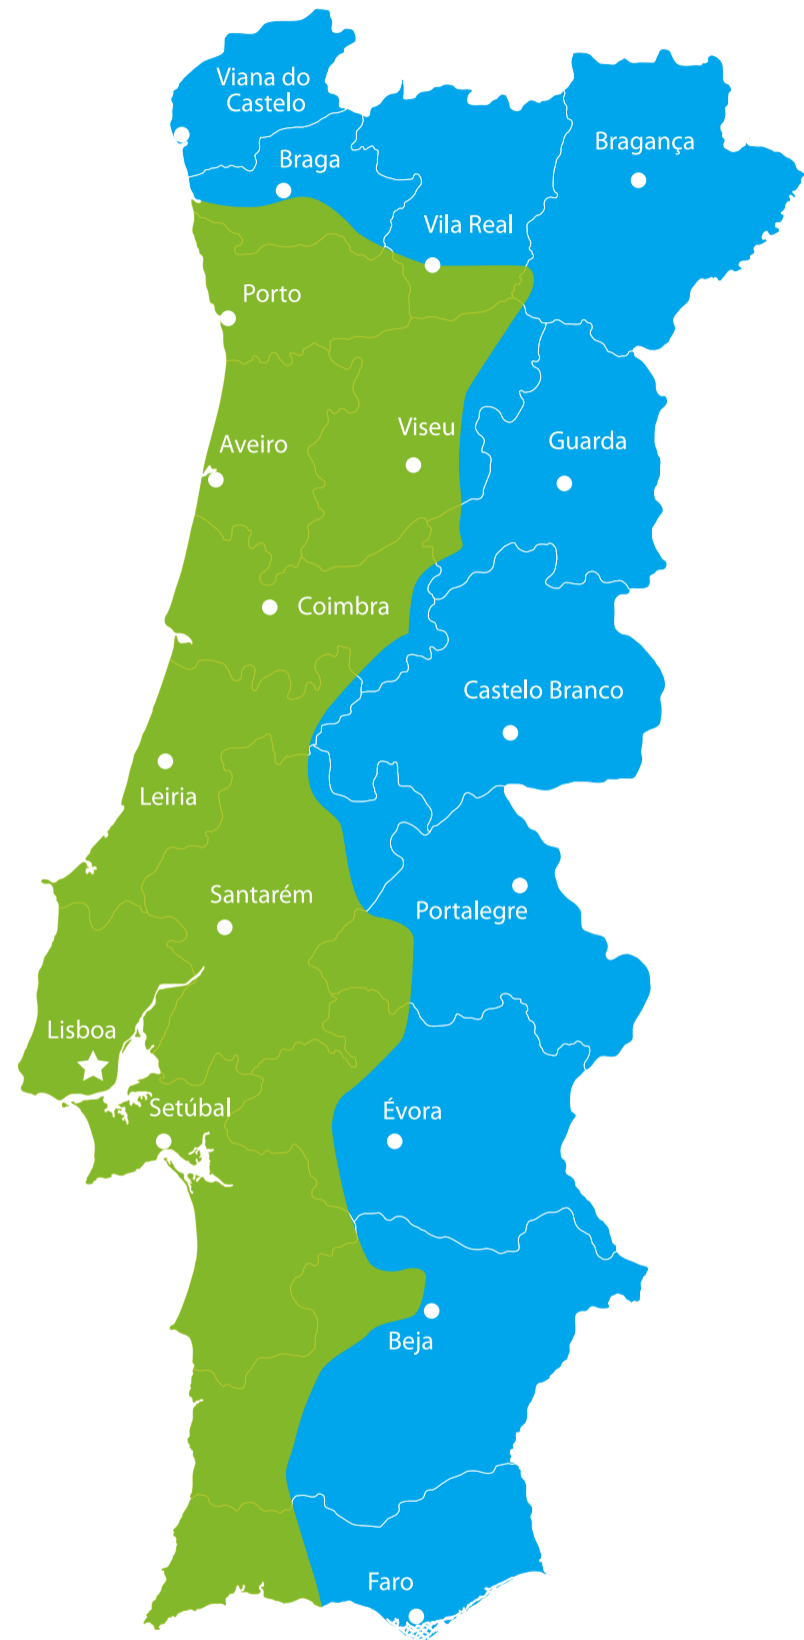 Viana do
Castelo
Braga
Bragança
Vila Real
Porto
Viseu
Aveiro
Guarda
Coimbra
Castelo Branco
Leiria
Santarém
Portalegre
Lisboa
Setúbal
Évora
Beja
Faro